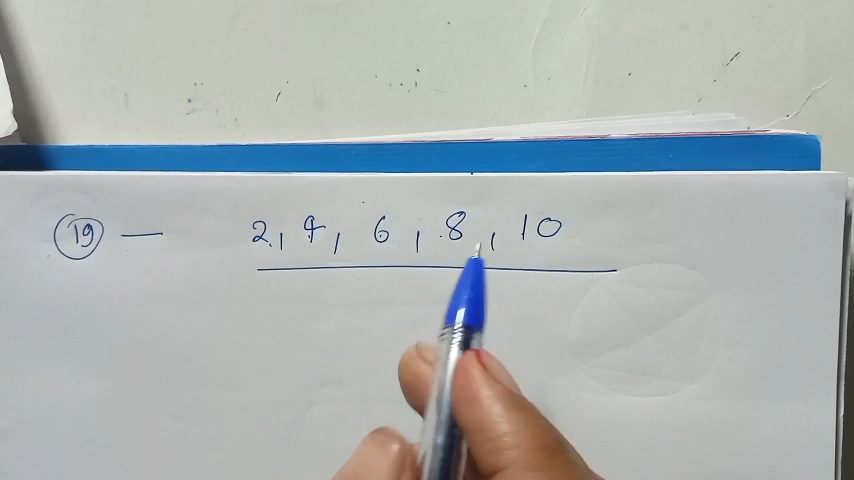 19 — 2, 4, 6, 8, 10